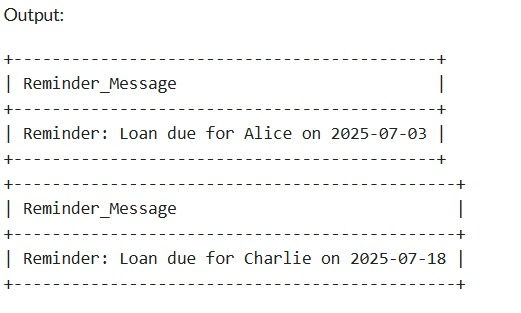 Output:
+--------------------------------------------+
| Reminder_Message                           |
+--------------------------------------------+
| Reminder: Loan due for Alice on 2025-07-03 |
+--------------------------------------------+
+----------------------------------------------+
| Reminder_Message                             |
+----------------------------------------------+
| Reminder: Loan due for Charlie on 2025-07-18 |
+----------------------------------------------+